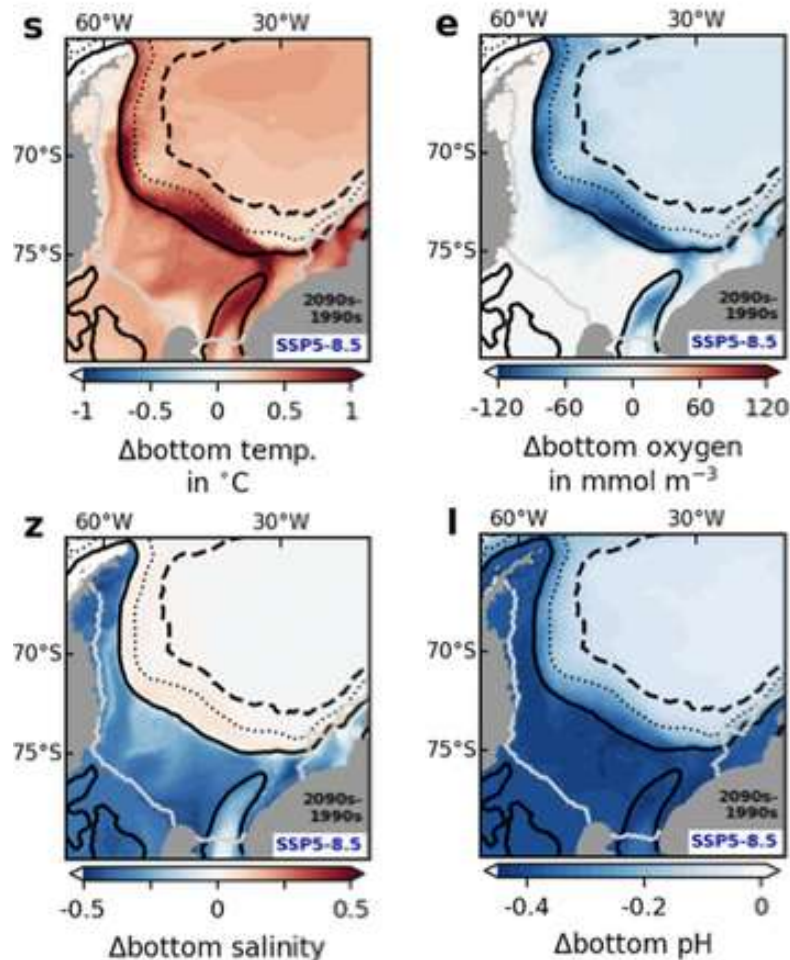 s
60°W 30°W
70°S
75°S
2090s-
1990s
SSP5-8.5
-1 -0.5 0 0.5 1
Δbottom temp.
in °C
e
60°W 30°W
70°S
75°S
2090s-
1990s
SSP5-8.5
-120 -60 0 60 120
Δbottom oxygen
in mmol m⁻³
z
60°W 30°W
70°S
75°S
2090s-
1990s
SSP5-8.5
-0.5 0 0.5
Δbottom salinity
l
60°W 30°W
70°S
75°S
2090s-
1990s
SSP5-8.5
-0.4 -0.2 0
Δbottom pH